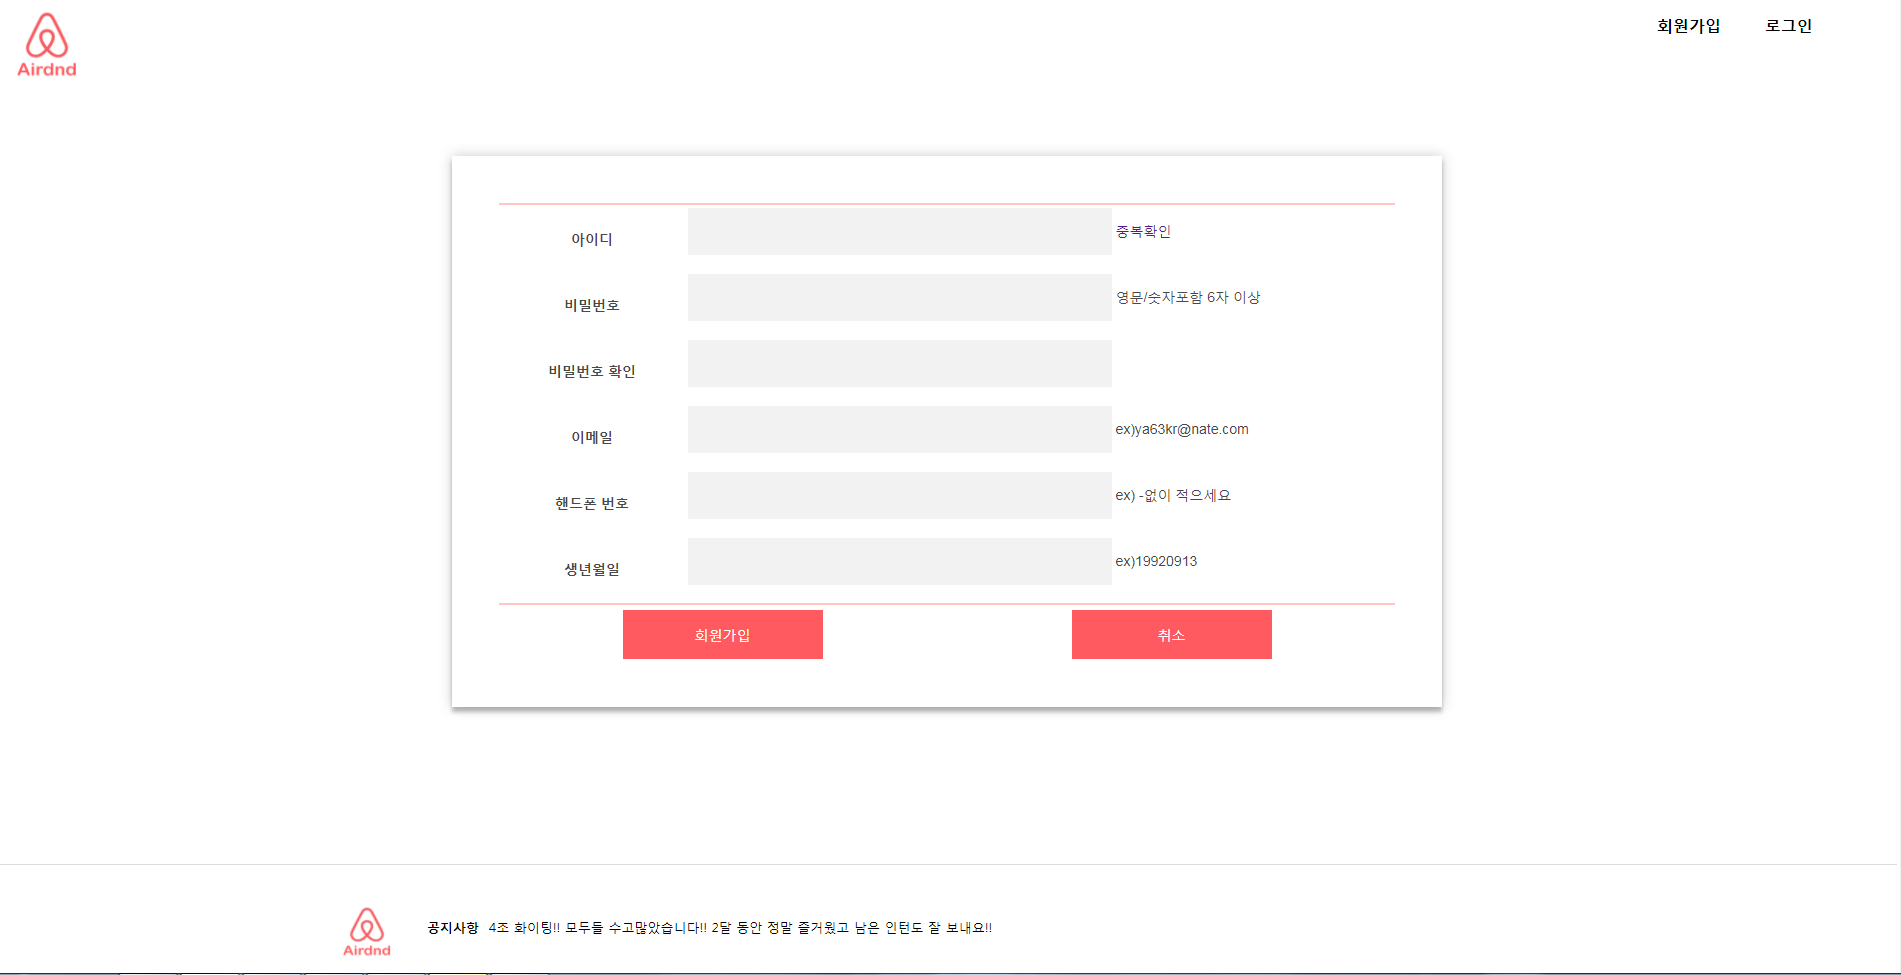 Airdnd
회원가입 로그인
아이디 중복확인
비밀번호 영문/숫자포함 6자 이상
비밀번호 확인
이메일 ex)ya63kr@nate.com
핸드폰 번호 ex) -없이 적으세요
생년월일 ex)19920913
회원가입 취소
Airdnd
공지사항 4조 화이팅!! 모두들 수고많았습니다!! 2달 동안 정말 즐거웠고 남은 인턴도 잘 보내요!!